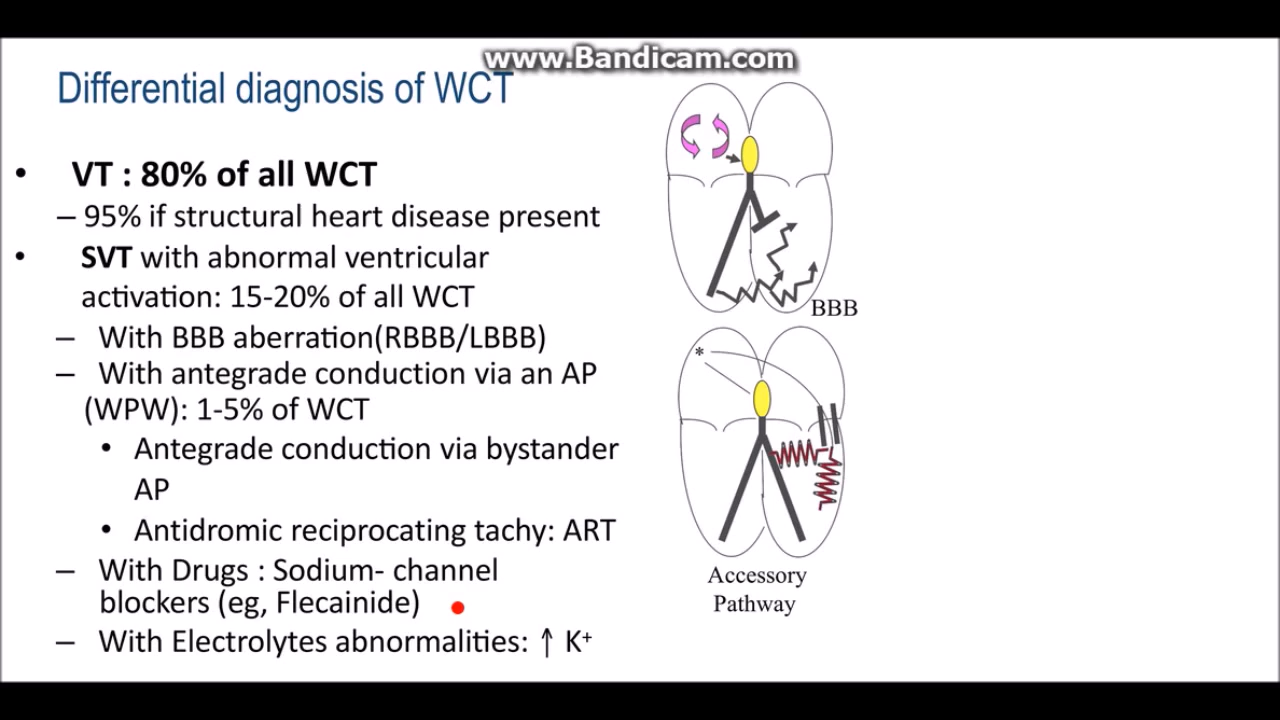 www.Bandicam.com
Differential diagnosis of WCT
• VT : 80% of all WCT
– 95% if structural heart disease present
• SVT with abnormal ventricular
activation: 15-20% of all WCT
– With BBB aberration(RBBB/LBBB)
– With antegrade conduction via an AP
(WPW): 1-5% of WCT
• Antegrade conduction via bystander
AP
• Antidromic reciprocating tachy: ART
– With Drugs : Sodium- channel
blockers (eg, Flecainide)
– With Electrolytes abnormalities: ↑ K⁺
BBB
*
Accessory
Pathway